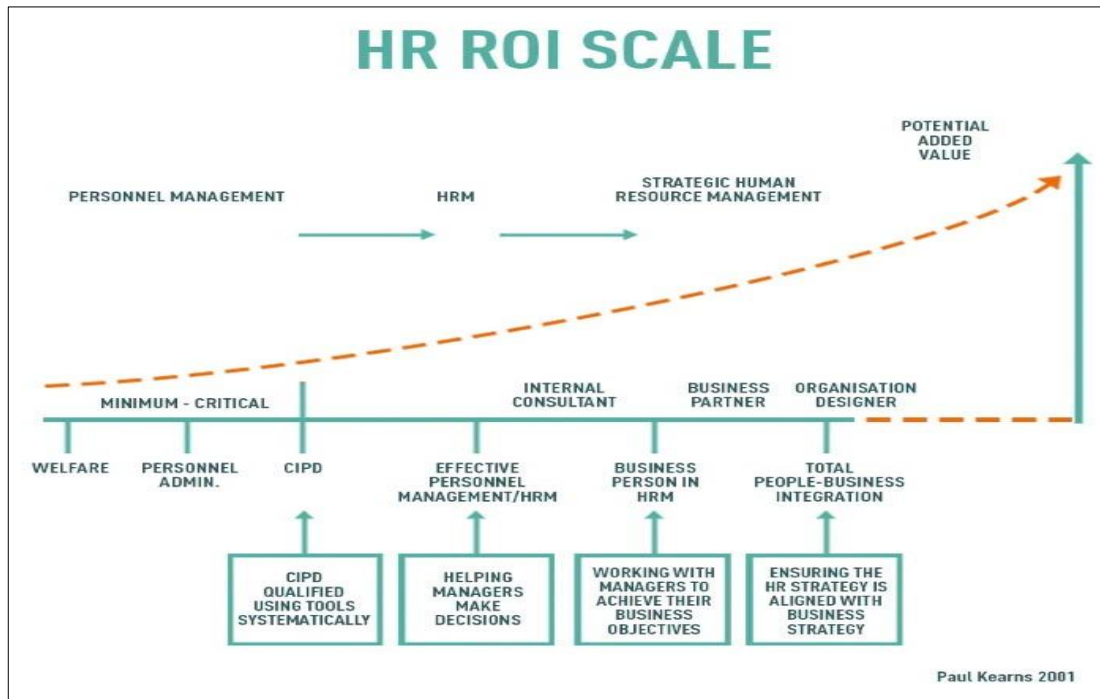 HR ROI SCALE
POTENTIAL
ADDED
VALUE
PERSONNEL MANAGEMENT
HRM
STRATEGIC HUMAN
RESOURCE MANAGEMENT
MINIMUM - CRITICAL
INTERNAL
CONSULTANT
BUSINESS
PARTNER
ORGANISATION
DESIGNER
WELFARE
PERSONNEL
ADMIN.
CIPD
EFFECTIVE
PERSONNEL
MANAGEMENT/HRM
BUSINESS
PERSON IN
HRM
TOTAL
PEOPLE-BUSINESS
INTEGRATION
CIPD
QUALIFIED
USING TOOLS
SYSTEMATICALLY
HELPING
MANAGERS
MAKE
DECISIONS
WORKING WITH
MANAGERS TO
ACHIEVE THEIR
BUSINESS
OBJECTIVES
ENSURING THE
HR STRATEGY IS
ALIGNED WITH
BUSINESS
STRATEGY
Paul Kearns 2001